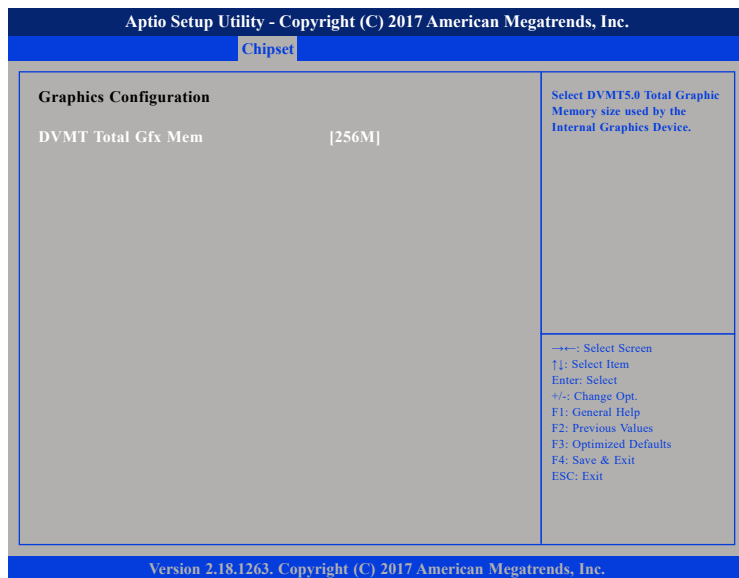 Aptio Setup Utility - Copyright (C) 2017 American Megatrends, Inc.
Chipset
Graphics Configuration
DVMT Total Gfx Mem [256M]
Select DVMT5.0 Total Graphic
Memory size used by the
Internal Graphics Device.
→←: Select Screen
↑↓: Select Item
Enter: Select
+/-: Change Opt.
F1: General Help
F2: Previous Values
F3: Optimized Defaults
F4: Save & Exit
ESC: Exit
Version 2.18.1263. Copyright (C) 2017 American Megatrends, Inc.